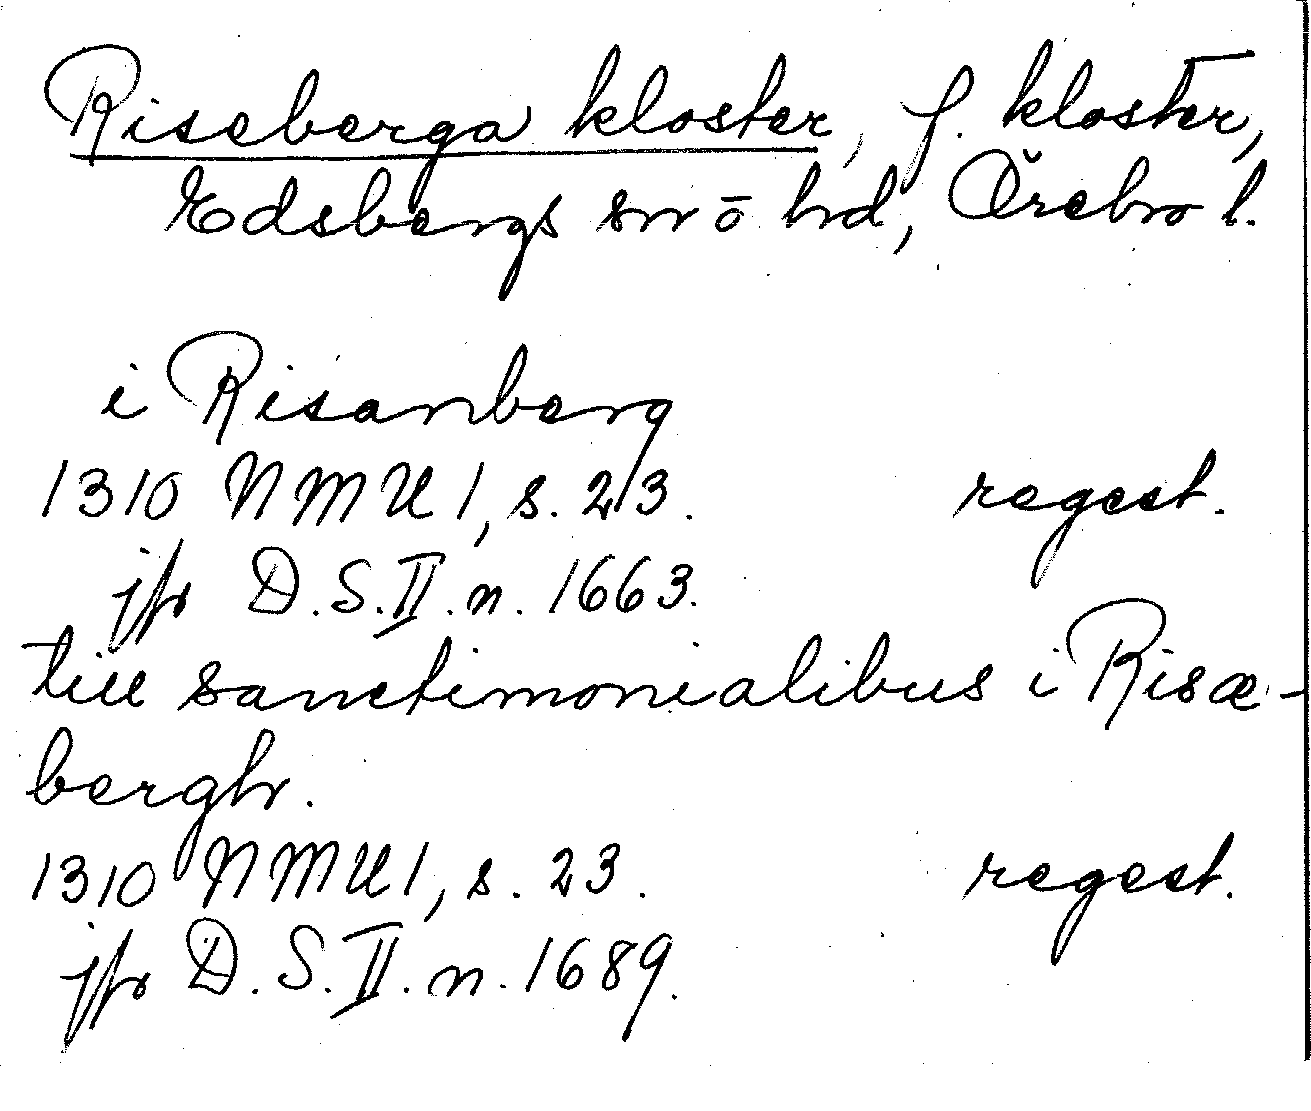 Riseberga kloster, f. kloster,
Edsbergs sn o hd, Örebro l.
i Risanberg
1310 NMU 1, s. 23. regest.
jfr D.S. II. n. 1663.
till sanctimonialibus i Risæ-
bergh.
1310 NMU 1, s. 23. regest.
jfr D.S. II. n. 1689.